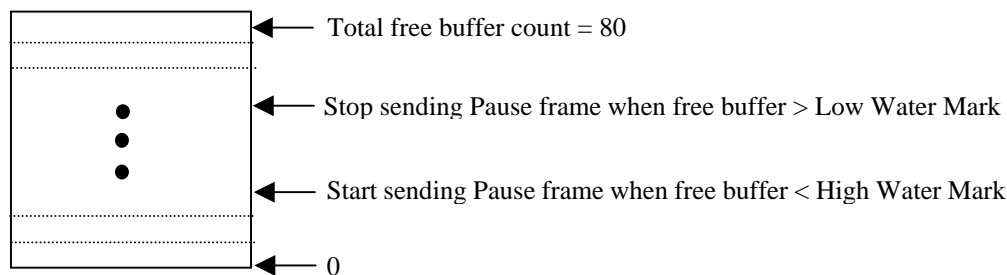 Total free buffer count = 80
Stop sending Pause frame when free buffer > Low Water Mark
Start sending Pause frame when free buffer < High Water Mark
0